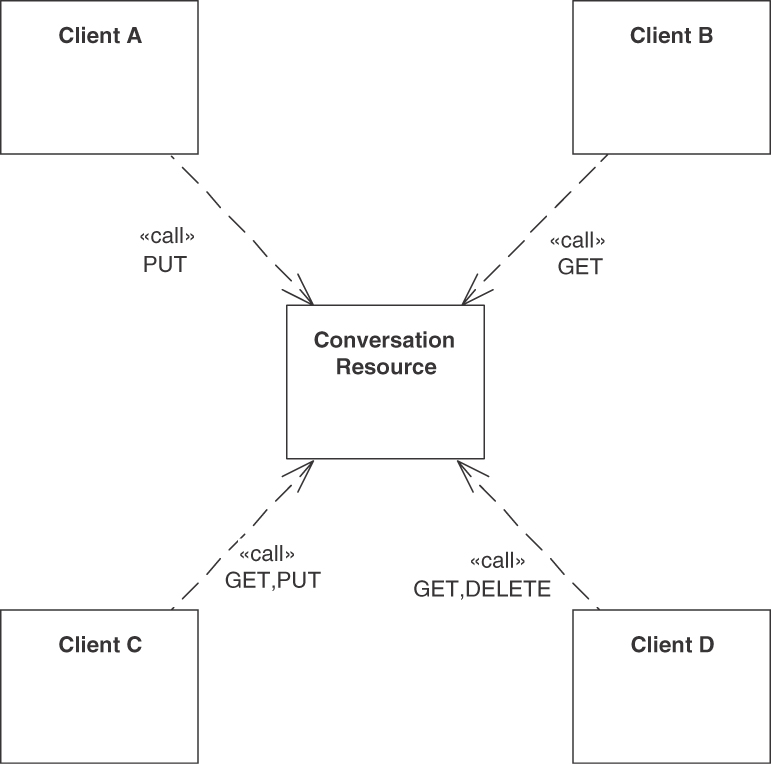 Client A
Client B
«call»
PUT
«call»
GET
Conversation
Resource
«call»
GET,PUT
«call»
GET,DELETE
Client C
Client D